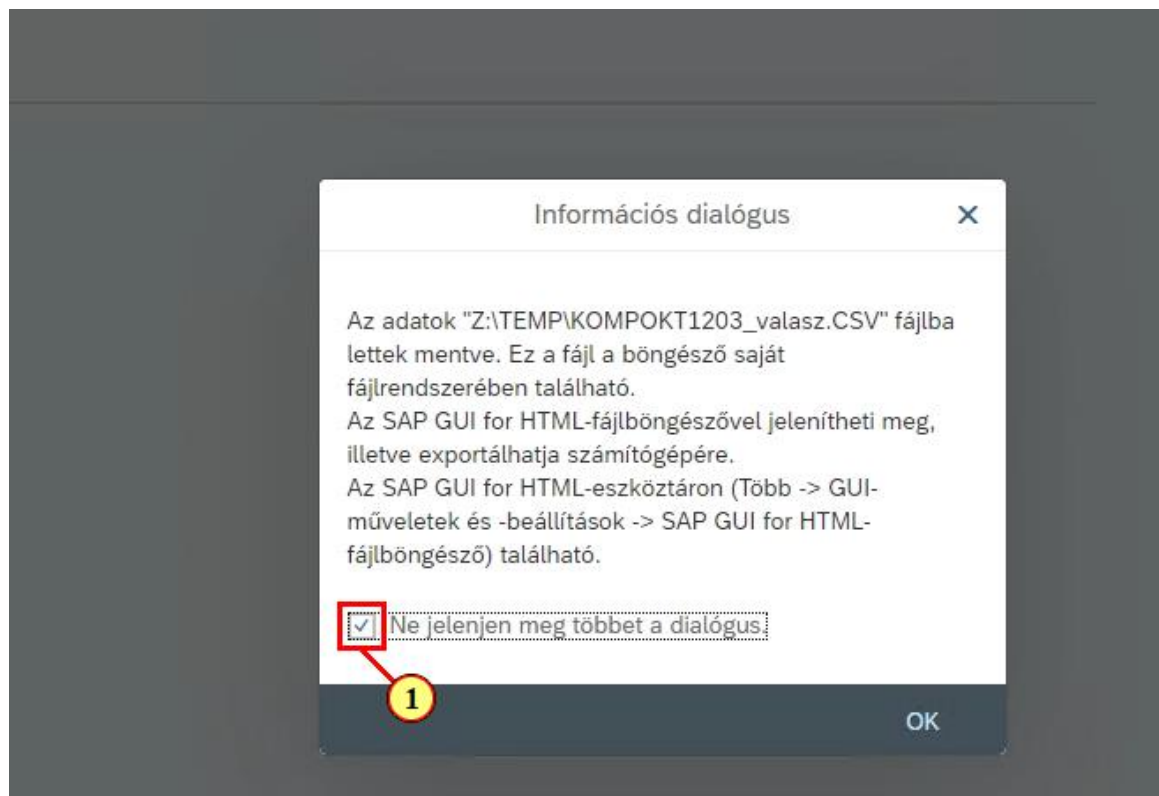 Információs dialógus
Az adatok "Z:\TEMP\KOMPOKT1203_valasz.CSV" fájlba
lettek mentve. Ez a fájl a böngésző saját
fájlrendszerében található.
Az SAP GUI for HTML-fájlböngészővel jelenítheti meg,
illetve exportálhatja számítógépére.
Az SAP GUI for HTML-eszköztáron (Több -> GUI-
műveletek és -beállítások -> SAP GUI for HTML-
fájlböngésző) található.
Ne jelenjen meg többet a dialógus.
1
OK